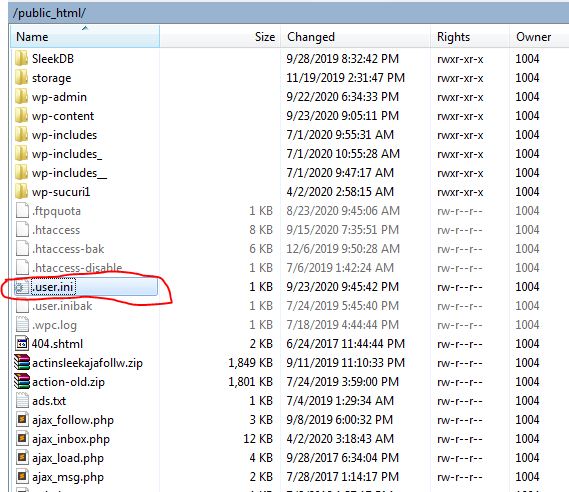 /public_html/
Name Size Changed Rights Owner
SleekDB 9/28/2019 8:32:42 PM rwxr-xr-x 1004
storage 11/19/2019 2:31:47 PM rwxr-xr-x 1004
wp-admin 9/22/2020 6:34:33 PM rwxr-xr-x 1004
wp-content 9/23/2020 9:05:11 PM rwxr-xr-x 1004
wp-includes 7/1/2020 9:55:31 AM rwxr-xr-x 1004
wp-includes_ 7/1/2020 10:55:28 AM rwxr-xr-x 1004
wp-includes__ 7/1/2020 9:47:17 AM rwxr-xr-x 1004
wp-sucuri1 4/2/2020 2:58:15 AM rwxr-xr-x 1004
.ftpquota 1 KB 8/23/2020 9:45:06 AM rw-r--r-- 1004
.htaccess 8 KB 9/15/2020 7:35:51 PM rw-r--r-- 1004
.htaccess-bak 6 KB 12/6/2019 9:50:28 AM rw-r--r-- 1004
.htaccess-disable 1 KB 7/6/2019 1:42:24 AM rw-r--r-- 1004
.user.ini 1 KB 9/23/2020 9:45:42 PM rw-r--r-- 1004
.user.inibak 1 KB 7/24/2019 5:45:40 PM rw-r--r-- 1004
.wpc.log 1 KB 7/18/2019 4:44:44 PM rw-r--r-- 1004
404.shtml 2 KB 6/24/2017 11:44:44 PM rw-r--r-- 1004
actinsleekajafollw.zip 1,849 KB 9/11/2019 11:10:33 PM rw-r--r-- 1004
action-old.zip 1,801 KB 7/24/2019 3:59:00 PM rw-r--r-- 1004
ads.txt 1 KB 7/4/2019 1:29:34 AM rw-r--r-- 1004
ajax_follow.php 3 KB 9/8/2019 6:00:32 PM rw-r--r-- 1004
ajax_inbox.php 12 KB 4/2/2020 3:18:43 AM rw-r--r-- 1004
ajax_load.php 4 KB 9/28/2017 6:34:04 PM rw-r--r-- 1004
ajax_msg.php 2 KB 7/28/2017 1:14:17 PM rw-r--r-- 1004